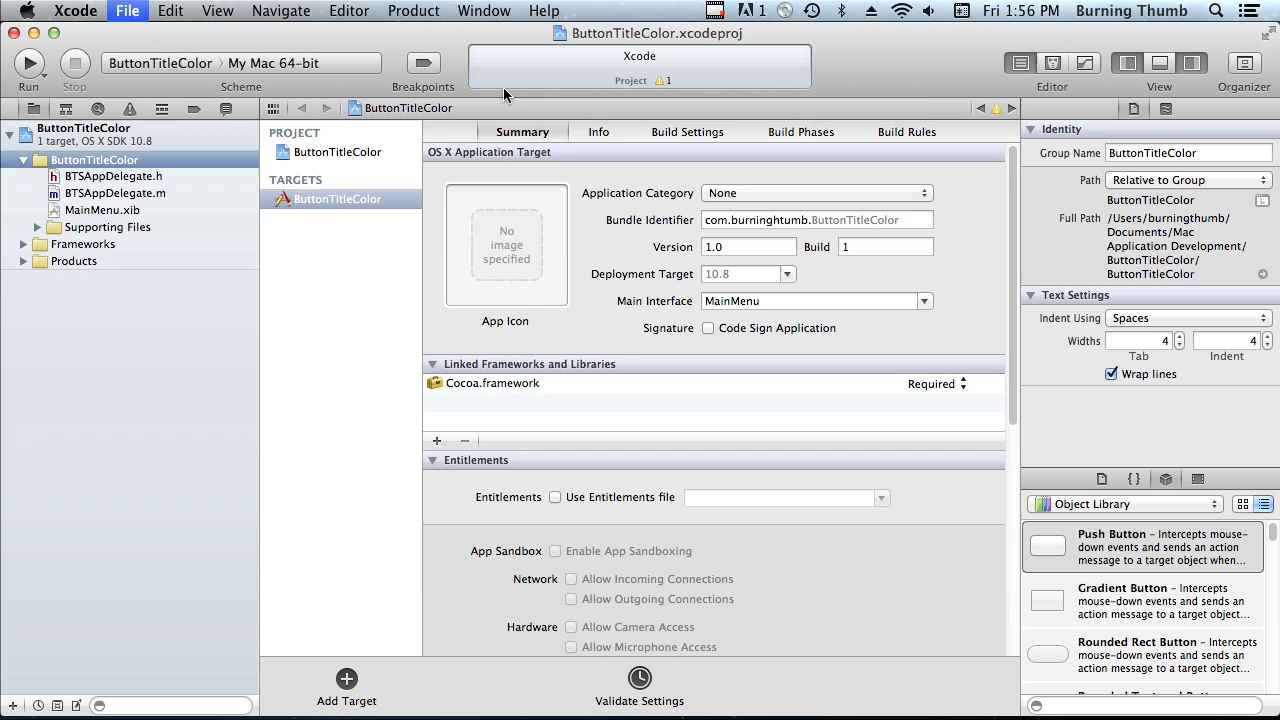 Xcode File Edit View Navigate Editor Product Window Help 1 Fri 1:56 PM Burning Thumb
ButtonTitleColor.xcodeproj
ButtonTitleColor My Mac 64-bit
Run Stop Scheme Breakpoints
Xcode
Project 1
Editor View Organizer
ButtonTitleColor
1 target, OS X SDK 10.8
ButtonTitleColor
h BTSAppDelegate.h
m BTSAppDelegate.m
MainMenu.xib
Supporting Files
Frameworks
Products
ButtonTitleColor
PROJECT
ButtonTitleColor
TARGETS
ButtonTitleColor
Summary Info Build Settings Build Phases Build Rules
OS X Application Target
No
image
specified
App Icon
Application Category None
Bundle Identifier com.burninghtumb.ButtonTitleColor
Version 1.0 Build 1
Deployment Target 10.8
Main Interface MainMenu
Signature Code Sign Application
Linked Frameworks and Libraries
Cocoa.framework Required
Entitlements
Entitlements Use Entitlements file
App Sandbox Enable App Sandboxing
Network Allow Incoming Connections
Allow Outgoing Connections
Hardware Allow Camera Access
Allow Microphone Access
Add Target Validate Settings
Identity
Group Name ButtonTitleColor
Path Relative to Group
ButtonTitleColor
Full Path /Users/burningthumb/
Documents/Mac
Application Development/
ButtonTitleColor/
ButtonTitleColor
Text Settings
Indent Using Spaces
Widths 4 4
Tab Indent
Wrap lines
{ }
Object Library
Push Button – Intercepts mouse-
down events and sends an action
message to a target object when...
Gradient Button – Intercepts
mouse-down events and sends an
action message to a target object...
Rounded Rect Button – Intercepts
mouse-down events and sends an
action message to a target object...